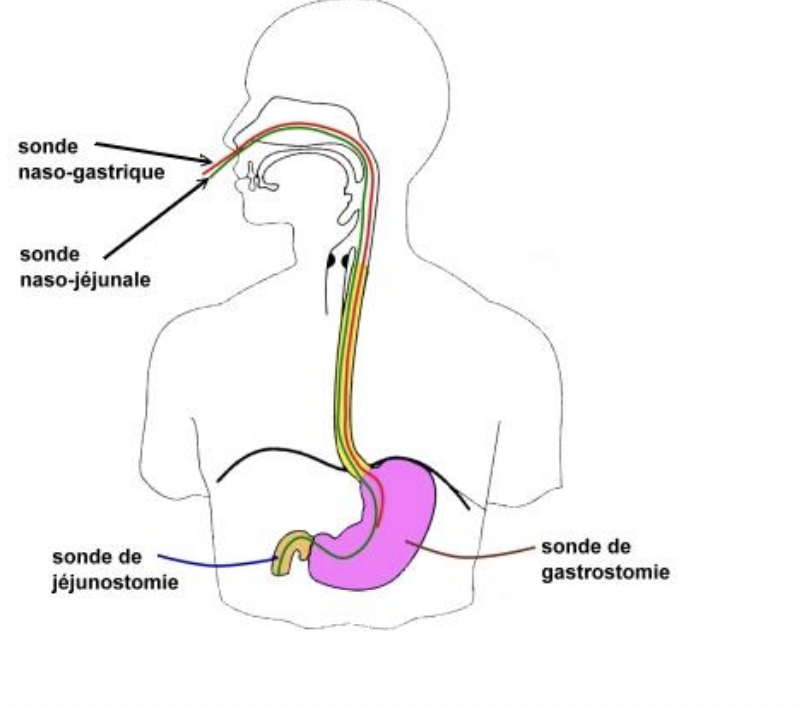 sonde
naso-gastrique
sonde
naso-jéjunale
sonde de
jéjunostomie
sonde de
gastrostomie